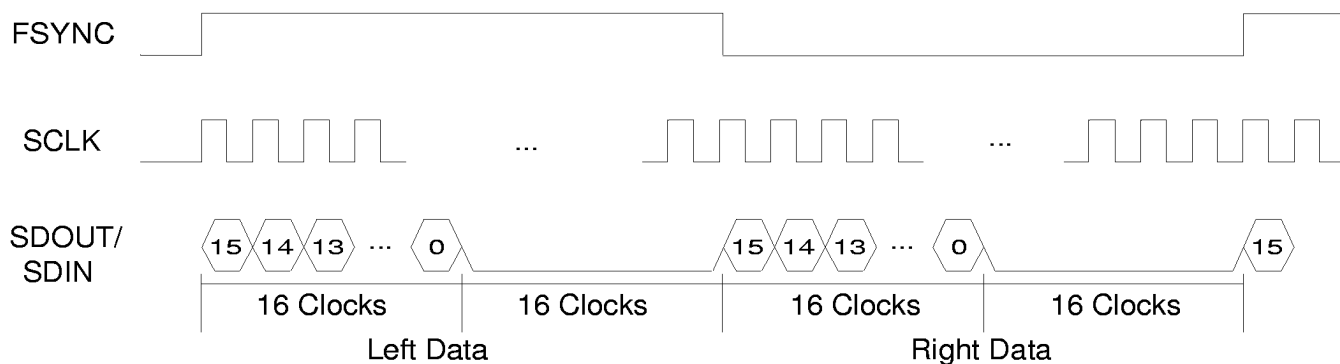 FSYNC
SCLK
...
...
SDOUT/
SDIN
15 14 13 ... 0
15 14 13 ... 0
15
16 Clocks
16 Clocks
16 Clocks
16 Clocks
Left Data
Right Data